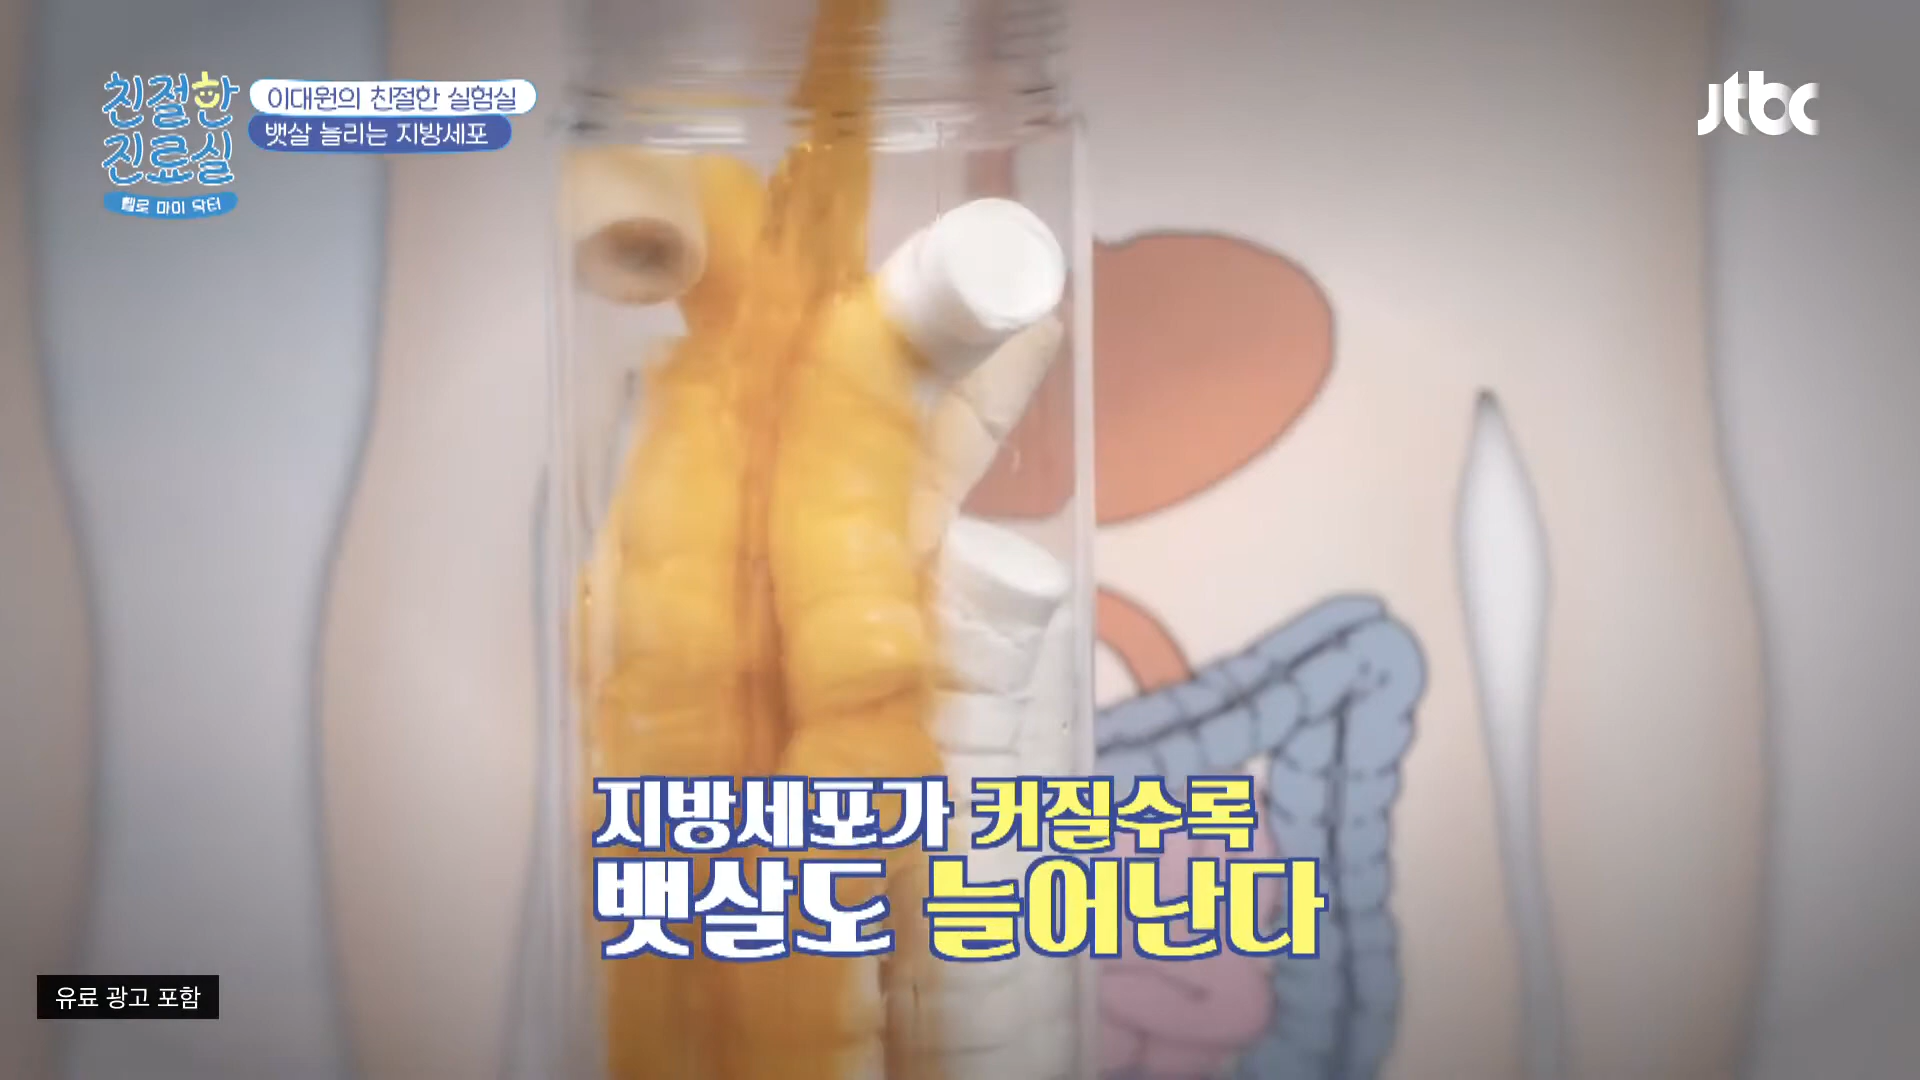 친절한
진료실
헬로 마이 닥터
이대원의 친절한 실험실
뱃살 늘리는 지방세포
jtbc
지방세포가 커질수록
뱃살도 늘어난다
유료 광고 포함